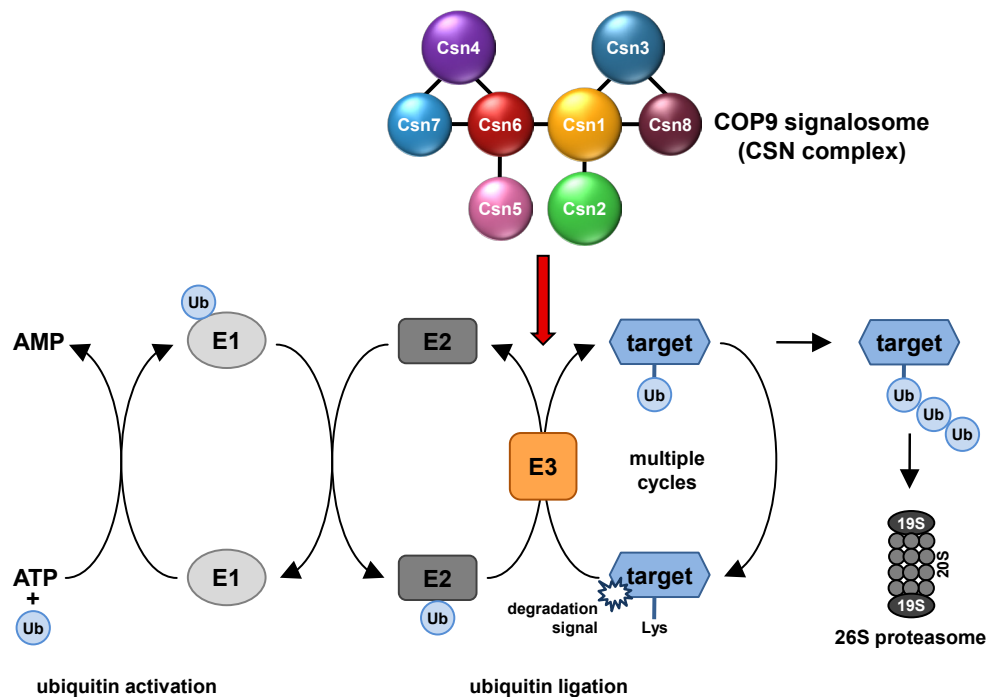 Csn4
Csn3
Csn7
Csn6
Csn1
Csn8
COP9 signalosome
(CSN complex)
Csn5
Csn2
Ub
AMP
E1
E2
target
target
Ub
Ub
Ub
Ub
E3
multiple
cycles
19S
20S
19S
26S proteasome
ATP
+
Ub
E1
E2
Ub
degradation
signal
target
Lys
ubiquitin activation
ubiquitin ligation